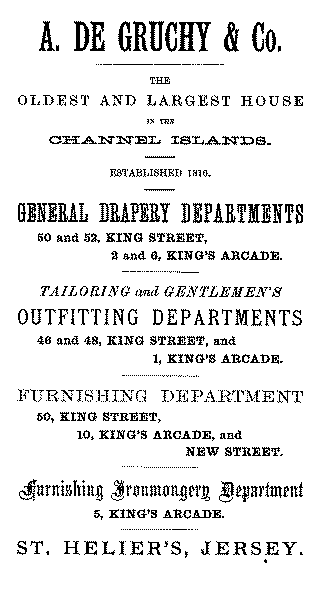 A. DE GRUCHY & Co.
THE
OLDEST AND LARGEST HOUSE
IN THE
CHANNEL ISLANDS.
ESTABLISHED 1810.
GENERAL DRAPERY DEPARTMENTS
50 and 52, KING STREET,
2 and 6, KING'S ARCADE.
TAILORING and GENTLEMEN'S
OUTFITTING DEPARTMENTS
46 and 48, KING STREET, and
1, KING'S ARCADE.
FURNISHING DEPARTMENT
50, KING STREET,
10, KING'S ARCADE, and
NEW STREET.
Furnishing Ironmongery Department
5, KING'S ARCADE.
ST. HELIER'S, JERSEY.